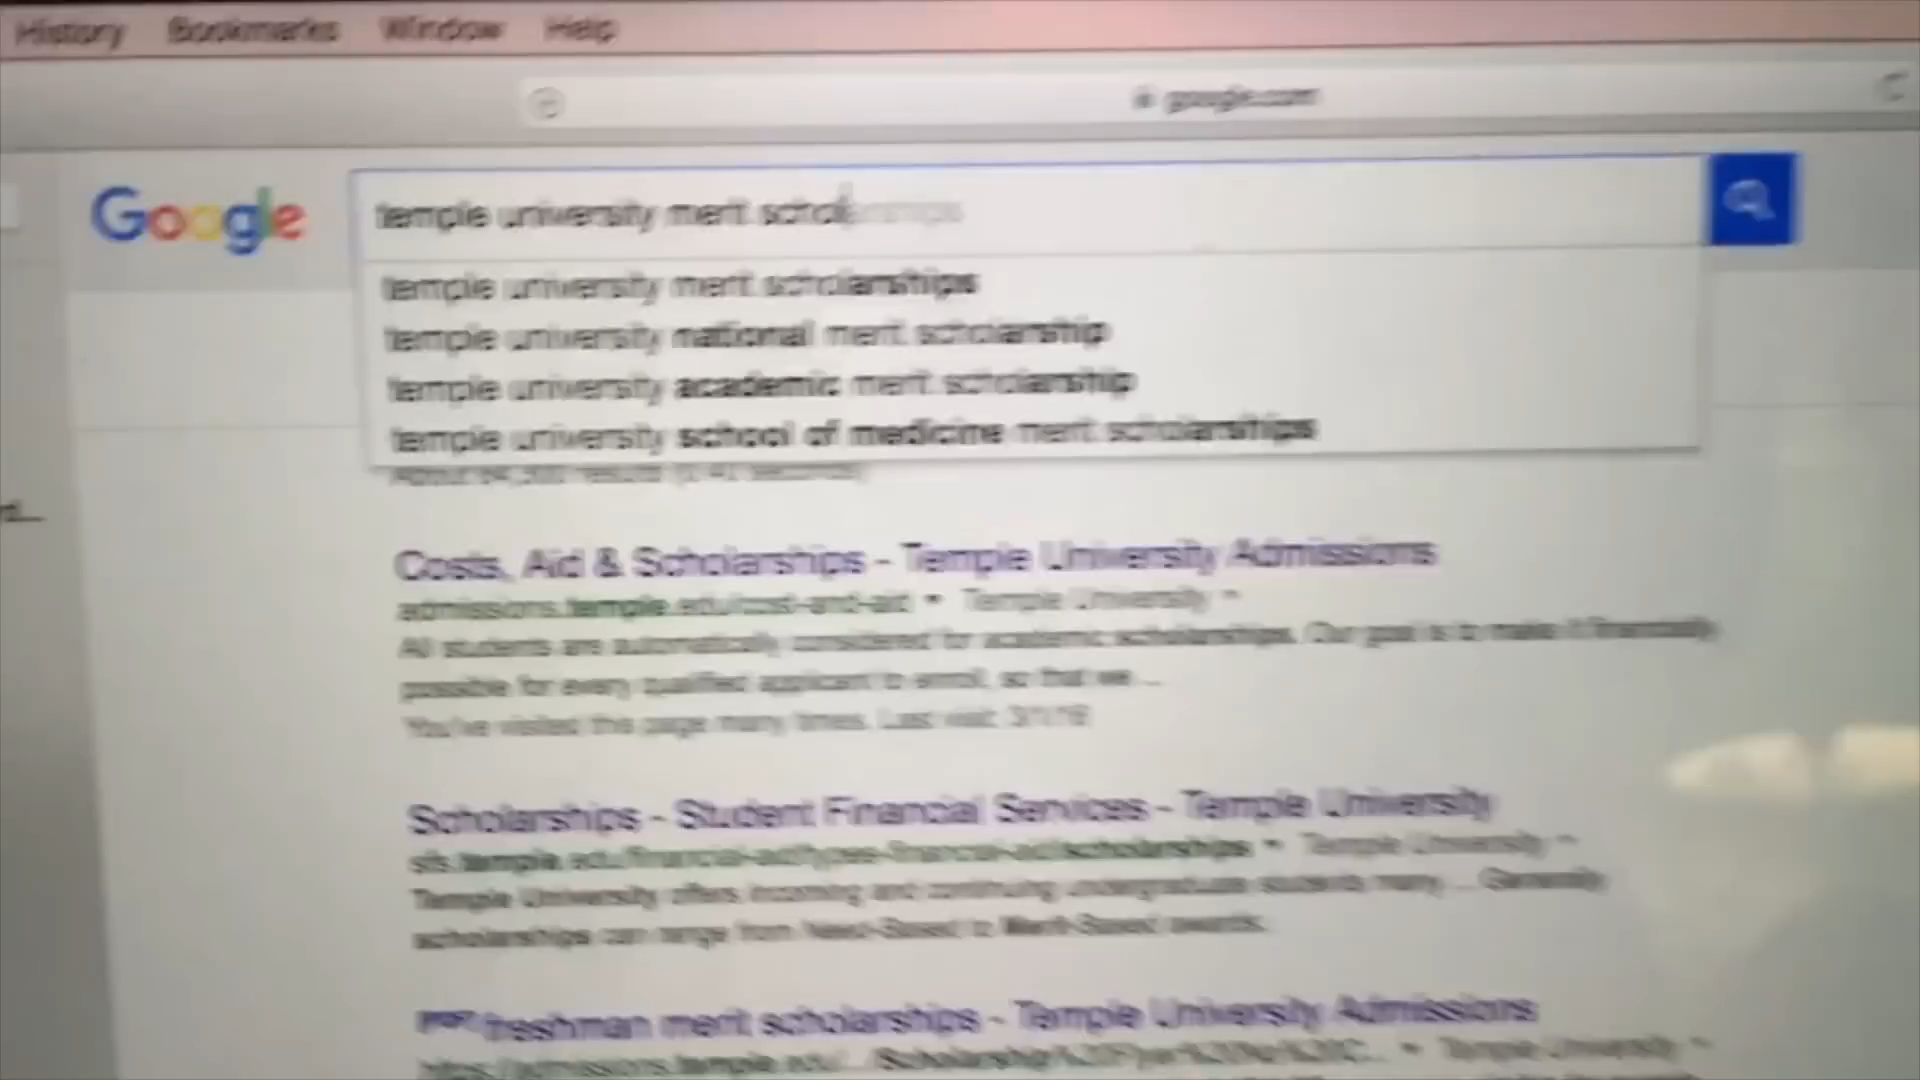 History Bookmarks Window Help
google.com
Google
temple university merit scholarships
temple university merit scholarships
temple university national merit scholarship
temple university academic merit scholarship
temple university school of medicine merit scholarships
Costs, Aid & Scholarships - Temple University Admissions
admissions.temple.edu/cost-and-aid Temple University
All students are automatically considered for academic scholarships. Our goal is to make it financially
possible for every qualified applicant to enroll, so that we ...
You've visited this page many times. Last visit: 3/1/16
Scholarships - Student Financial Services - Temple University
sfs.temple.edu/financial-aid/types-financial-aid/scholarships Temple University
Temple University offers incoming and continuing undergraduate students many ... Generally
scholarships can range from Need-Based to Merit-Based awards.
[PDF] freshman merit scholarships - Temple University Admissions
https://admissions.temple.edu/ Temple University